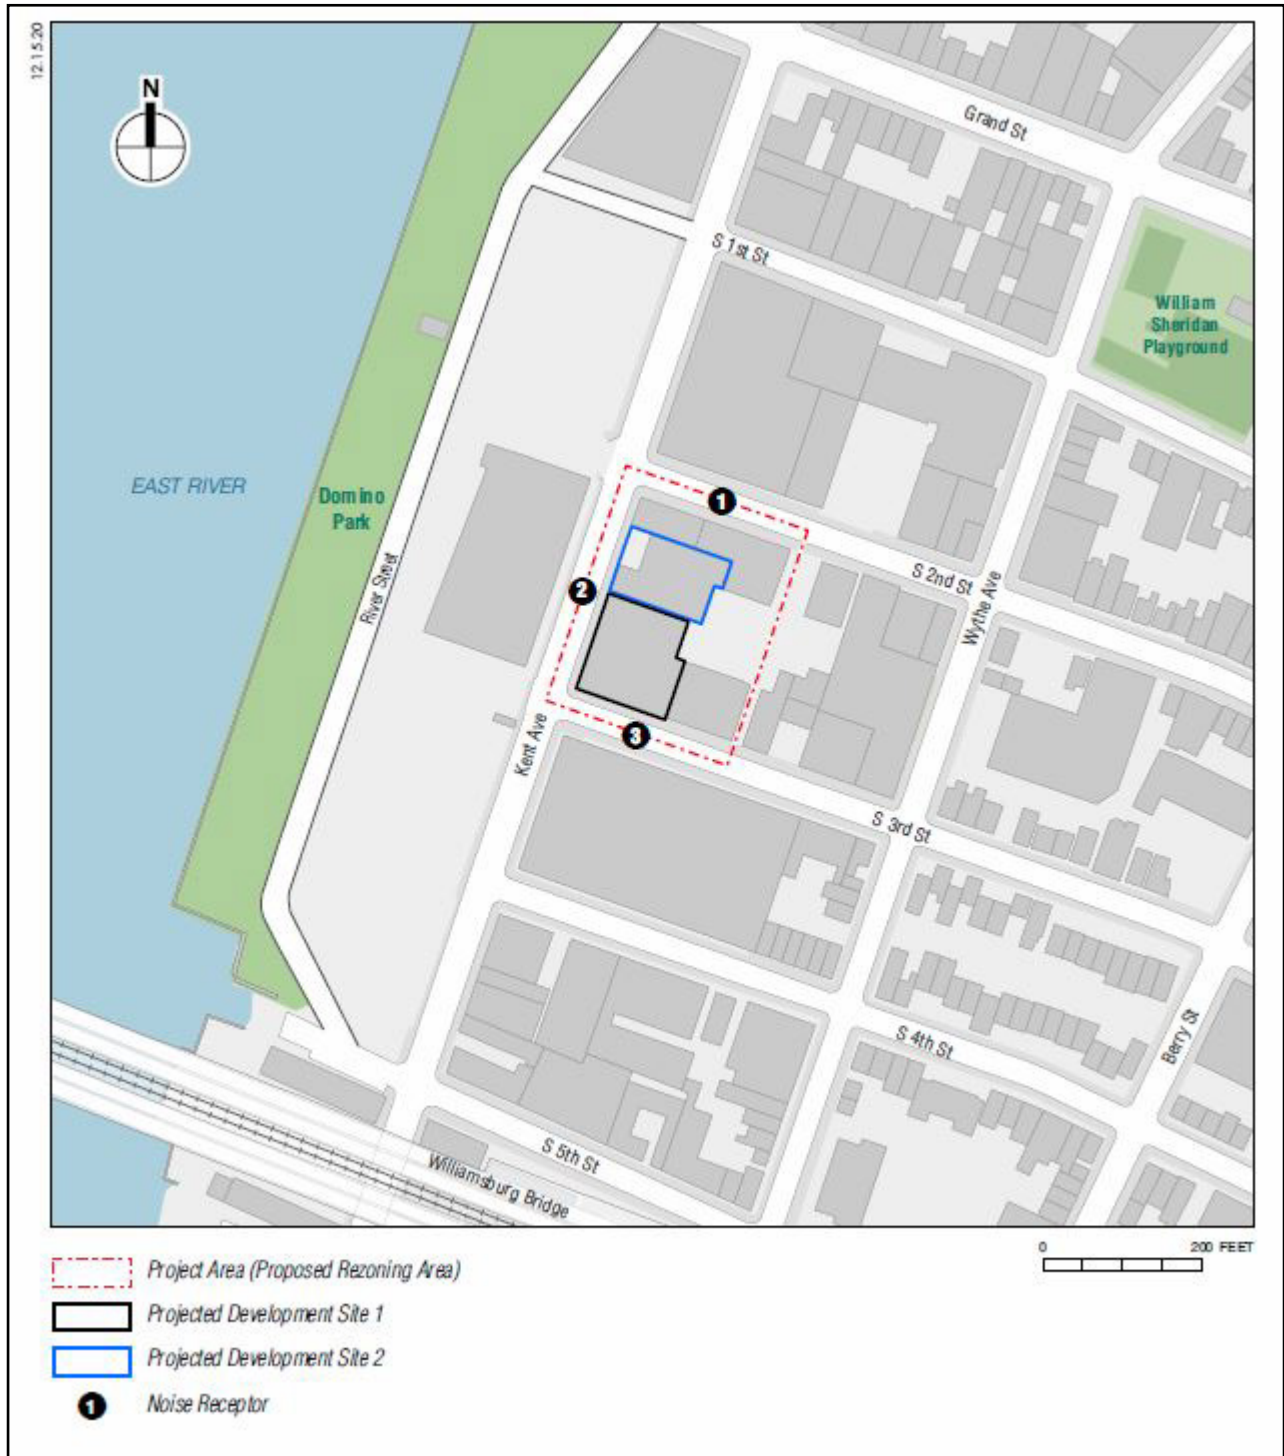 12.15.20
N
Grand St
S 1st St
William
Sheridan
Playground
EAST RIVER
Domino
Park
1
2
3
River Street
S 2nd St
Wythe Ave
Kent Ave
S 3rd St
S 4th St
Berry St
S 5th St
Williamsburg Bridge
0 200 FEET
Project Area (Proposed Rezoning Area)
Projected Development Site 1
Projected Development Site 2
1 Noise Receptor